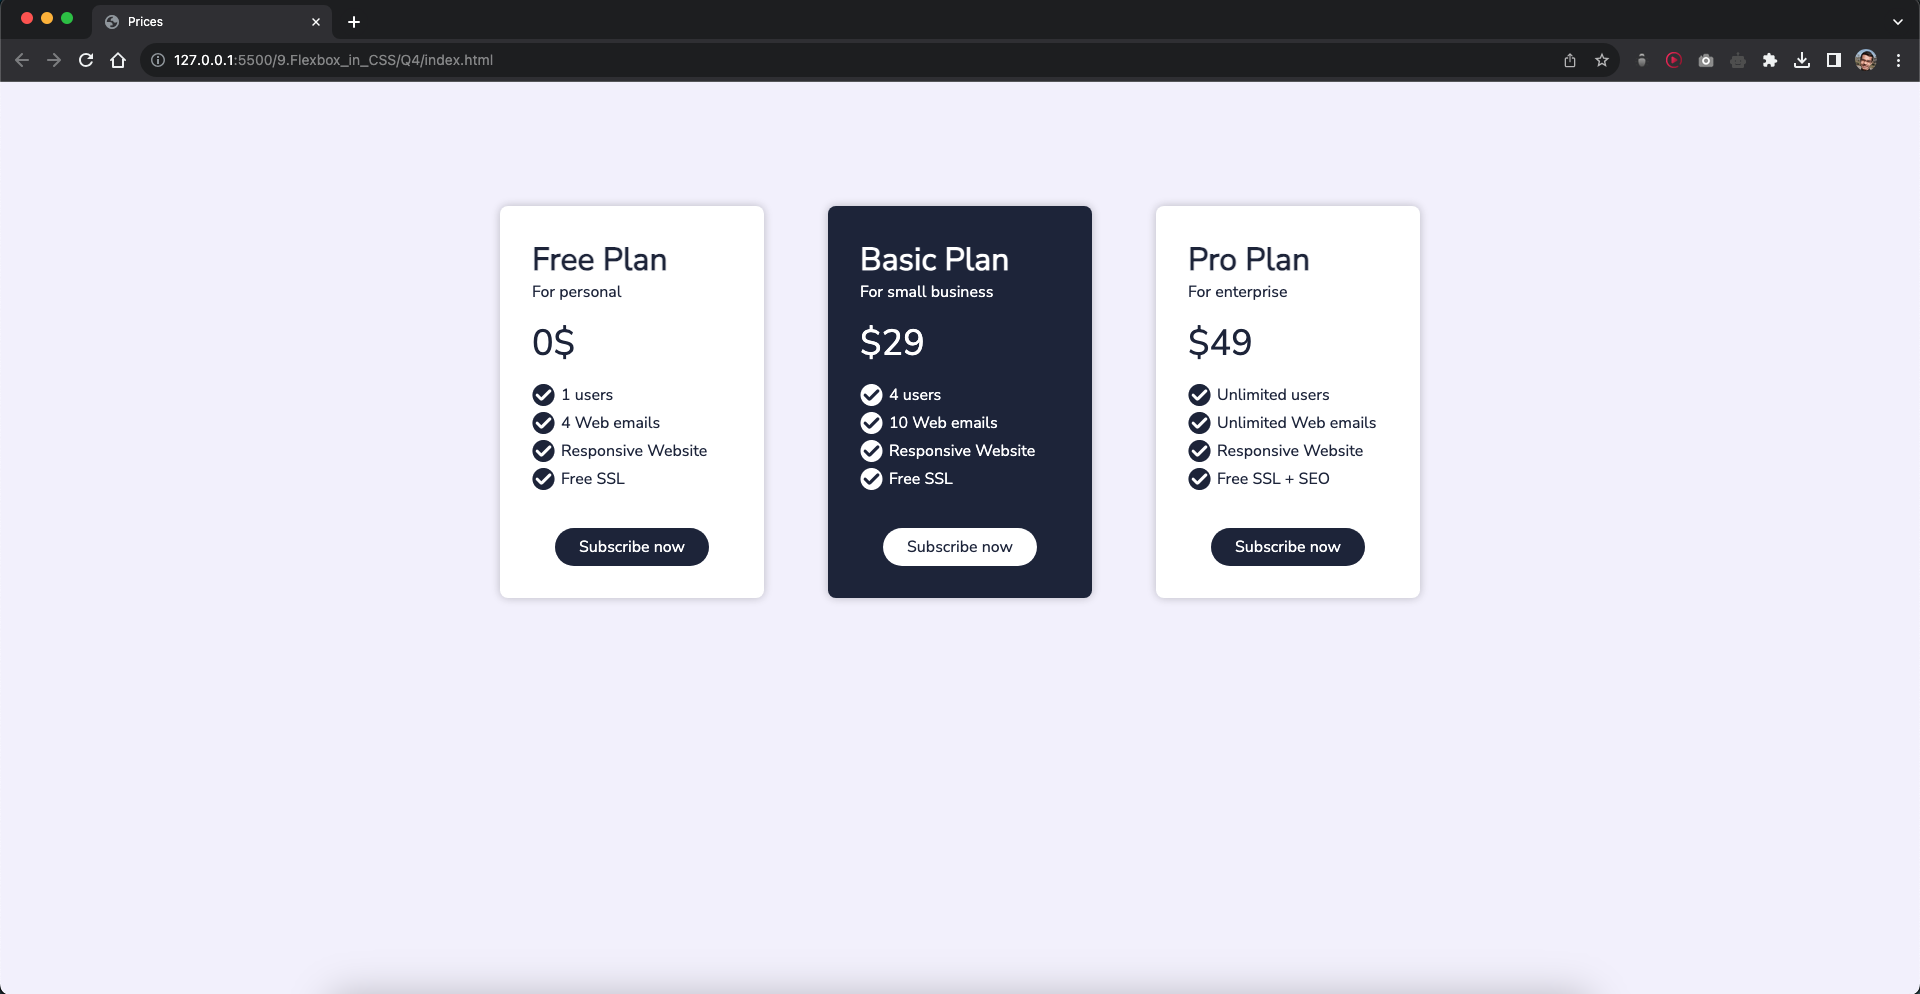 Prices
127.0.0.1:5500/9.Flexbox_in_CSS/Q4/index.html
Free Plan
For personal
0$
1 users
4 Web emails
Responsive Website
Free SSL
Subscribe now
Basic Plan
For small business
$29
4 users
10 Web emails
Responsive Website
Free SSL
Subscribe now
Pro Plan
For enterprise
$49
Unlimited users
Unlimited Web emails
Responsive Website
Free SSL + SEO
Subscribe now